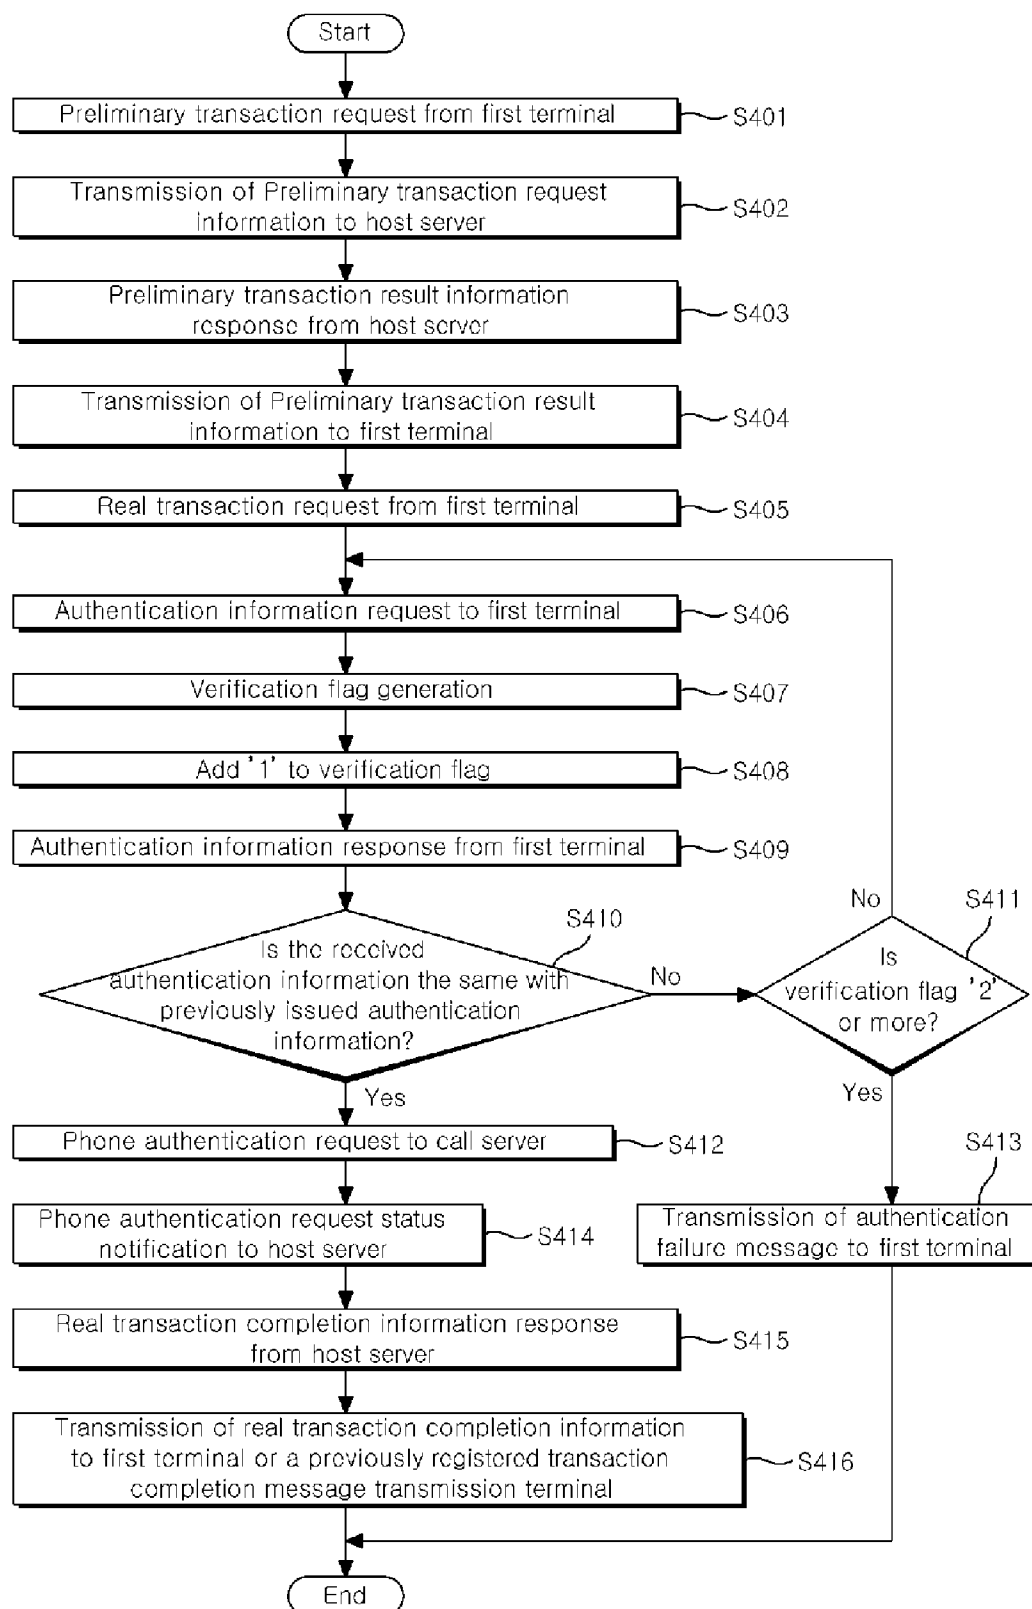 Start
Preliminary transaction request from first terminal
S401
Transmission of Preliminary transaction request
information to host server
S402
Preliminary transaction result information
response from host server
S403
Transmission of Preliminary transaction result
information to first terminal
S404
Real transaction request from first terminal
S405
Authentication information request to first terminal
S406
Verification flag generation
S407
Add '1' to verification flag
S408
Authentication information response from first terminal
S409
Is the received
authentication information the same with
previously issued authentication
information?
S410
No
Yes
Is
verification flag '2'
or more?
S411
No
Yes
Phone authentication request to call server
S412
Transmission of authentication
failure message to first terminal
S413
Phone authentication request status
notification to host server
S414
Real transaction completion information response
from host server
S415
Transmission of real transaction completion information
to first terminal or a previously registered transaction
completion message transmission terminal
S416
End